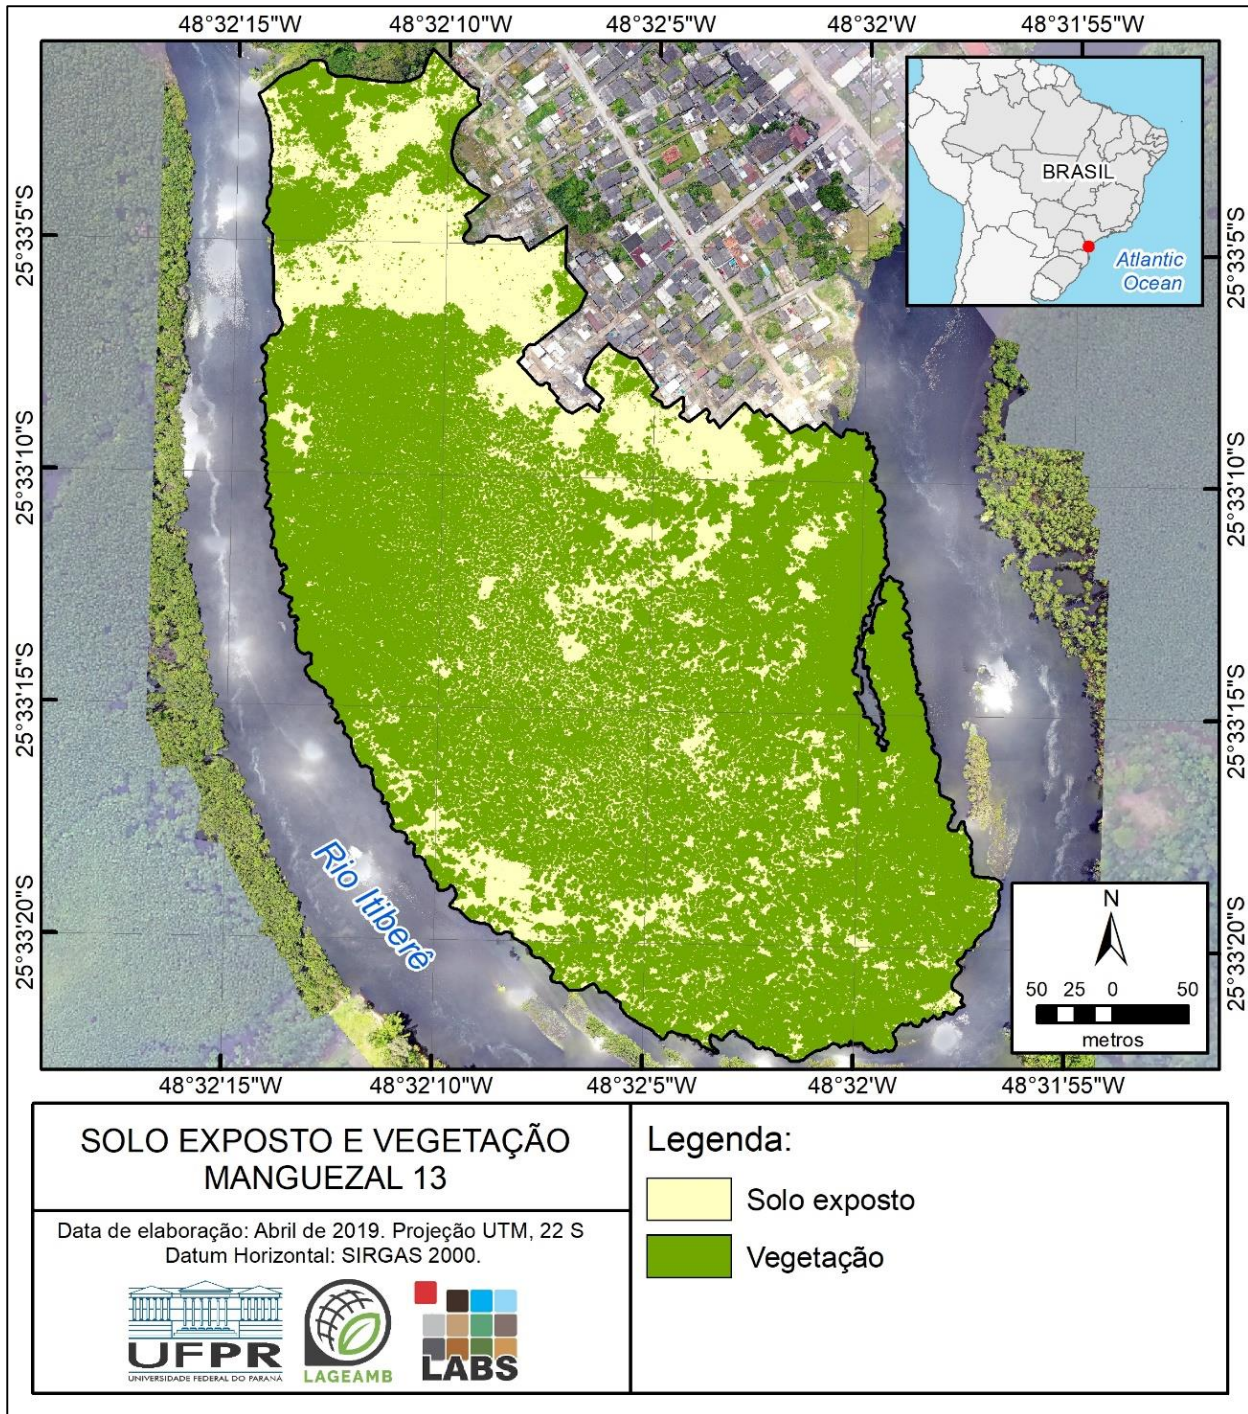 48°32'15"W 48°32'10"W 48°32'5"W 48°32'W 48°31'55"W
BRASIL
Atlantic
Ocean
25°33'5"S
25°33'5"S
25°33'10"S
25°33'10"S
25°33'15"S
25°33'15"S
25°33'20"S
25°33'20"S
Rio Itiberê
N
50 25 0 50
metros
48°32'15"W 48°32'10"W 48°32'5"W 48°32'W 48°31'55"W
SOLO EXPOSTO E VEGETAÇÃO
MANGUEZAL 13
Data de elaboração: Abril de 2019. Projeção UTM, 22 S
Datum Horizontal: SIRGAS 2000.
UFPR
UNIVERSIDADE FEDERAL DO PARANÁ
LAGEAMB
LABS
Legenda:
Solo exposto
Vegetação